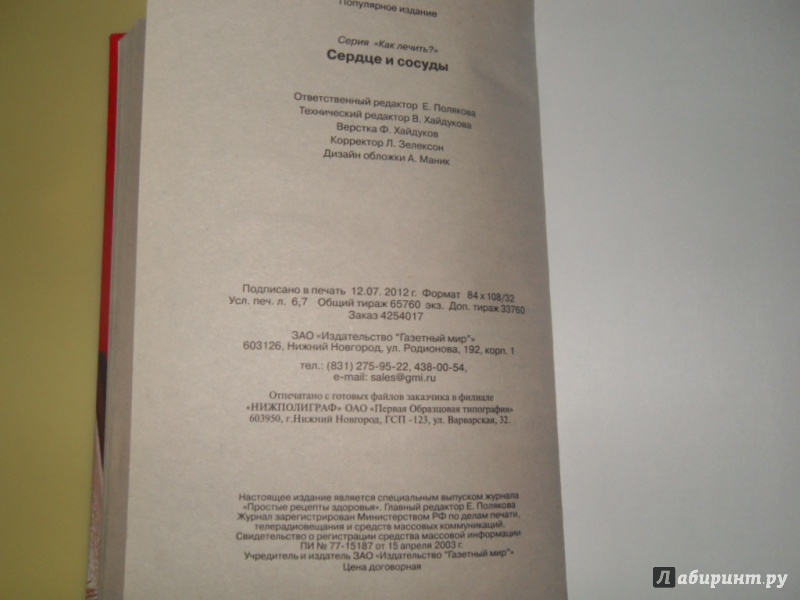 Популярное издание
Серия «Как лечить?»
Сердце и сосуды
Ответственный редактор Е. Полякова
Технический редактор В. Хайдукова
Верстка Ф. Хайдуков
Корректор Л. Зелексон
Дизайн обложки А. Маник
Подписано в печать 12.07. 2012 г. Формат 84 х 108/32
Усл. печ. л. 6,7 Общий тираж 65760 экз. Доп. тираж 33760
Заказ 4254017
ЗАО «Издательство "Газетный мир"»
603126, Нижний Новгород, ул. Родионова, 192, корп. 1
тел.: (831) 275-95-22, 438-00-54,
e-mail: sales@gmi.ru
Отпечатано с готовых файлов заказчика в филиале
«НИЖПОЛИГРАФ» ОАО «Первая Образцовая типография»
603950, г.Нижний Новгород, ГСП -123, ул. Варварская, 32.
Настоящее издание является специальным выпуском журнала
«Простые рецепты здоровья». Главный редактор Е. Полякова
Журнал зарегистрирован Министерством РФ по делам печати,
телерадиовещания и средств массовых коммуникаций.
Свидетельство о регистрации средства массовой информации
ПИ № 77-15187 от 15 апреля 2003 г.
Учредитель и издатель ЗАО «Издательство "Газетный мир"»
Цена договорная
Лабиринт.ру